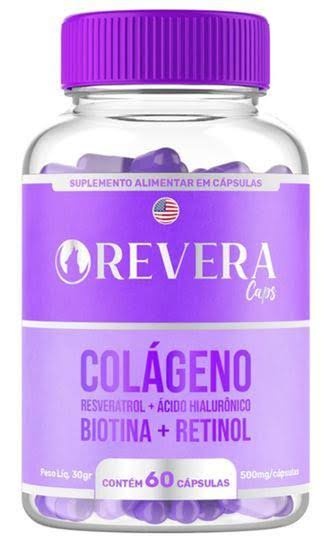 SUPLEMENTO ALIMENTAR EM CÁPSULAS
REVERA
Caps
COLÁGENO
RESVERATROL + ÁCIDO HIALURÔNICO
BIOTINA + RETINOL
Peso Líq. 30gr
CONTÉM 60 CÁPSULAS
500mg/cápsulas